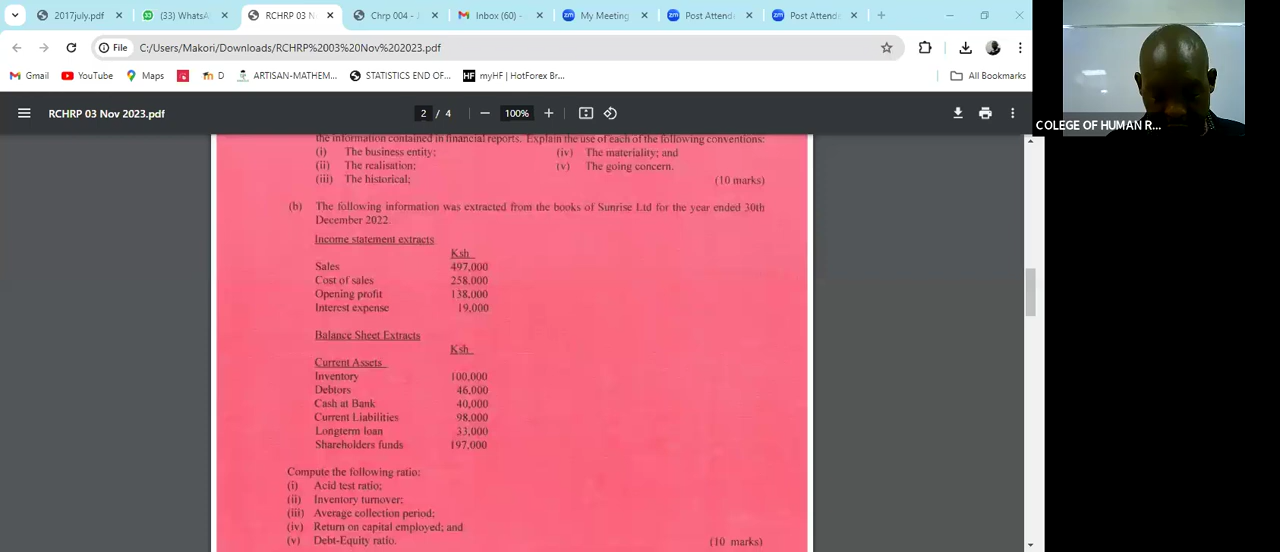 2017july.pdf
(33) WhatsA
RCHRP 03 N
Chrp 004 - J
Inbox (60) -
My Meeting
Post Attend
Post Attend
File
C:/Users/Makori/Downloads/RCHRP%2003%20Nov%202023.pdf
Gmail
YouTube
Maps
D
ARTISAN-MATHEM...
STATISTICS END OF...
HF
myHF | HotForex Br...
All Bookmarks
RCHRP 03 Nov 2023.pdf
2 / 4
100%
COLEGE OF HUMAN R...
the information contained in financial reports. Explain the use of each of the following conventions:
(i) The business entity; (iv) The materiality; and
(ii) The realisation; (v) The going concern.
(iii) The historical; (10 marks)
(b) The following information was extracted from the books of Sunrise Ltd for the year ended 30th
December 2022.
Income statement extracts
Ksh
Sales 497,000
Cost of sales 258,000
Opening profit 138,000
Interest expense 19,000
Balance Sheet Extracts
Ksh
Current Assets
Inventory 100,000
Debtors 46,000
Cash at Bank 40,000
Current Liabilities 98,000
Longterm loan 33,000
Shareholders funds 197,000
Compute the following ratio:
(i) Acid test ratio;
(ii) Inventory turnover;
(iii) Average collection period;
(iv) Return on capital employed; and
(v) Debt-Equity ratio. (10 marks)